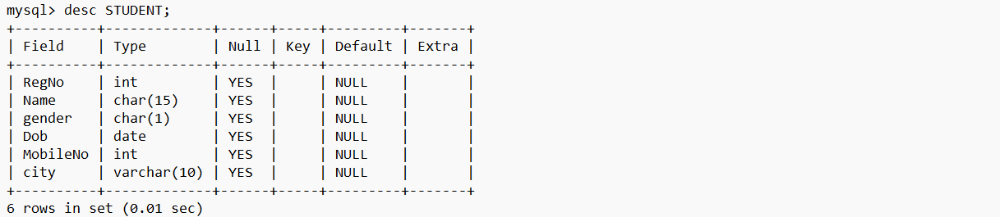 mysql> desc STUDENT;
+----------+-------------+------+-----+---------+-------+
| Field    | Type        | Null | Key | Default | Extra |
+----------+-------------+------+-----+---------+-------+
| RegNo    | int         | YES  |     | NULL    |       |
| Name     | char(15)    | YES  |     | NULL    |       |
| gender   | char(1)     | YES  |     | NULL    |       |
| Dob      | date        | YES  |     | NULL    |       |
| MobileNo | int         | YES  |     | NULL    |       |
| city     | varchar(10) | YES  |     | NULL    |       |
+----------+-------------+------+-----+---------+-------+
6 rows in set (0.01 sec)